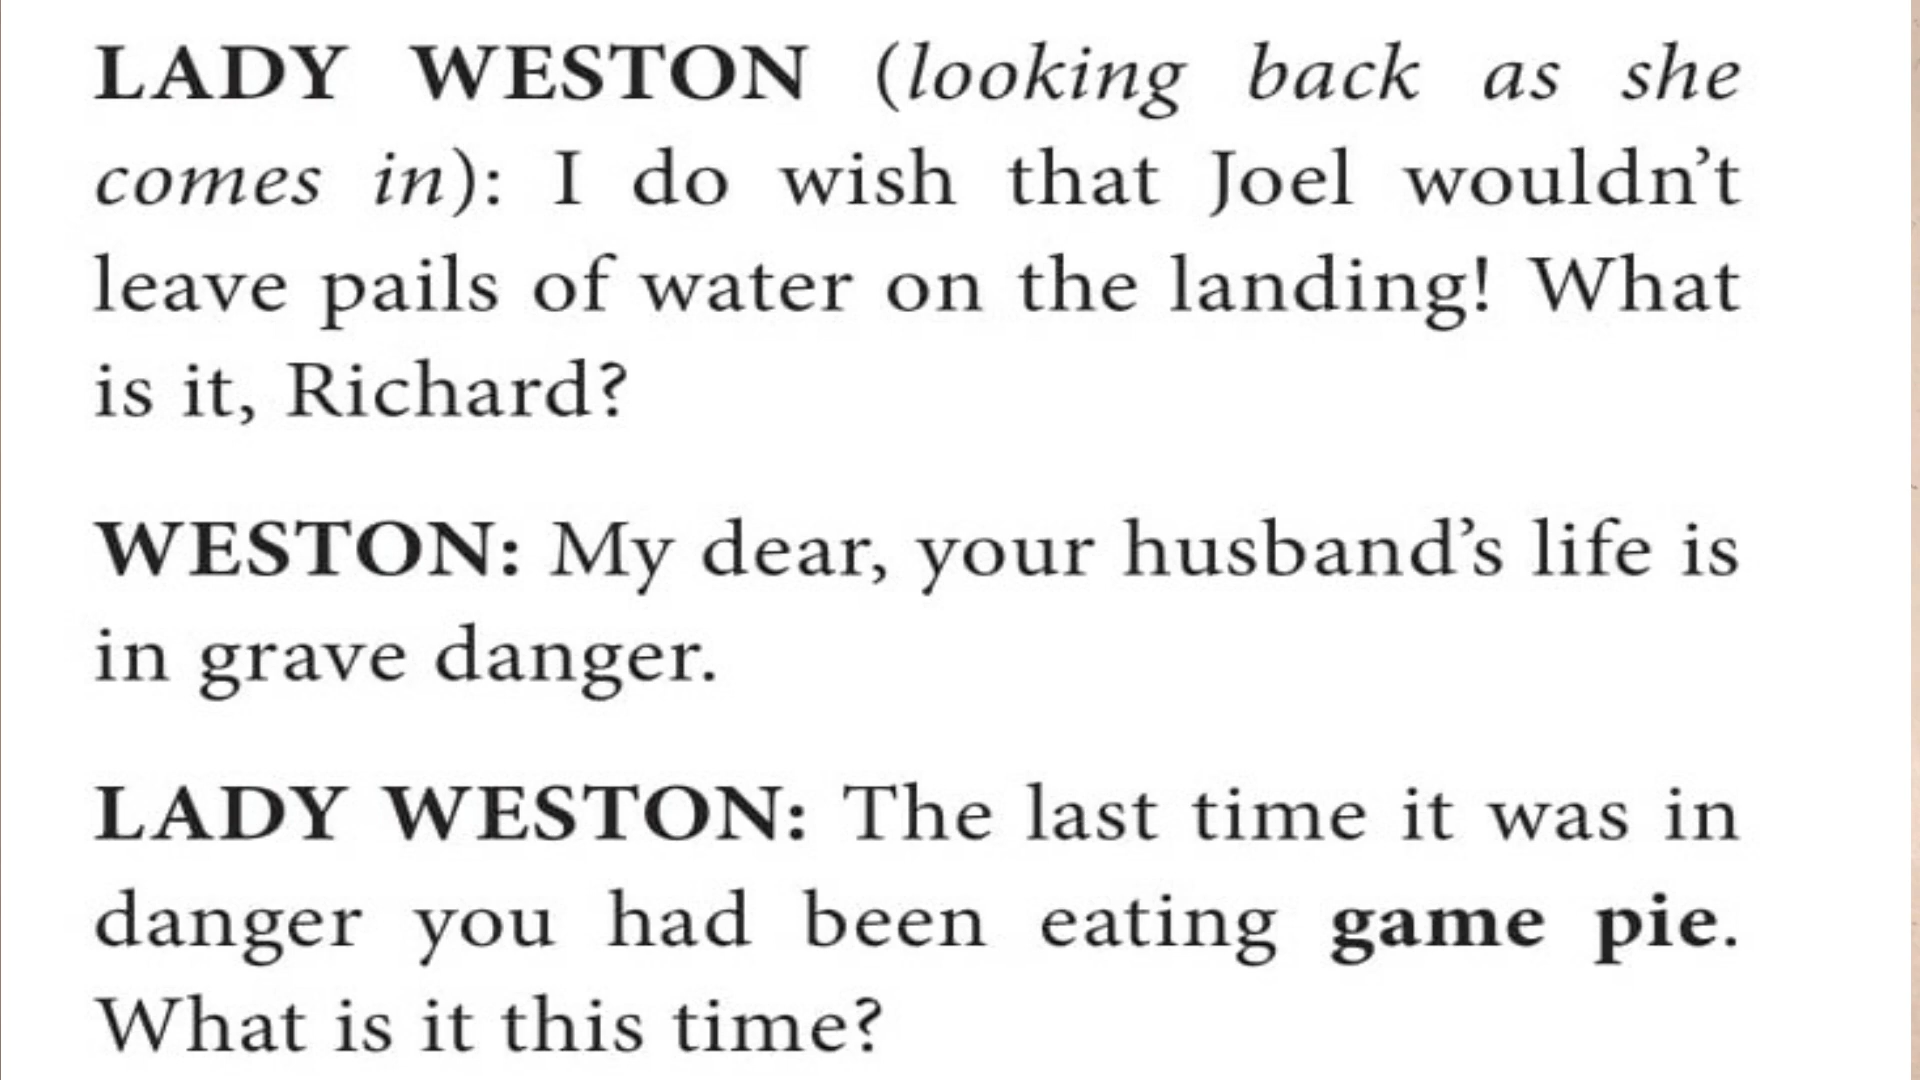 LADY WESTON (looking back as she
comes in): I do wish that Joel wouldn’t
leave pails of water on the landing! What
is it, Richard?
WESTON: My dear, your husband’s life is
in grave danger.
LADY WESTON: The last time it was in
danger you had been eating game pie.
What is it this time?